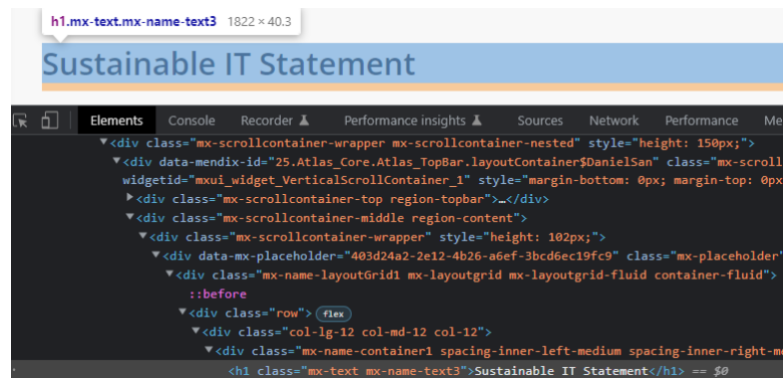 h1.mx-text.mx-name-text3 1822 × 40.3
Sustainable IT Statement
Elements Console Recorder Performance insights Sources Network Performance Me
▼<div class="mx-scrollcontainer-wrapper mx-scrollcontainer-nested" style="height: 150px;">
▼<div data-mendix-id="25.Atlas_Core.Atlas_TopBar.layoutContainer$DanielSan" class="mx-scroll
widgetid="mxui_widget_VerticalScrollContainer_1" style="margin-bottom: 0px; margin-top: 0px
▶<div class="mx-scrollcontainer-top region-topbar">…</div>
▼<div class="mx-scrollcontainer-middle region-content">
▼<div class="mx-scrollcontainer-wrapper" style="height: 102px;">
▼<div data-mx-placeholder="403d24a2-2e12-4b26-a6ef-3bcd6ec19fc9" class="mx-placeholder"
▼<div class="mx-name-layoutGrid1 mx-layoutgrid mx-layoutgrid-fluid container-fluid">
::before
▼<div class="row"> flex
▼<div class="col-lg-12 col-md-12 col-12">
▼<div class="mx-name-container1 spacing-inner-left-medium spacing-inner-right-me
<h1 class="mx-text mx-name-text3">Sustainable IT Statement</h1> == $0